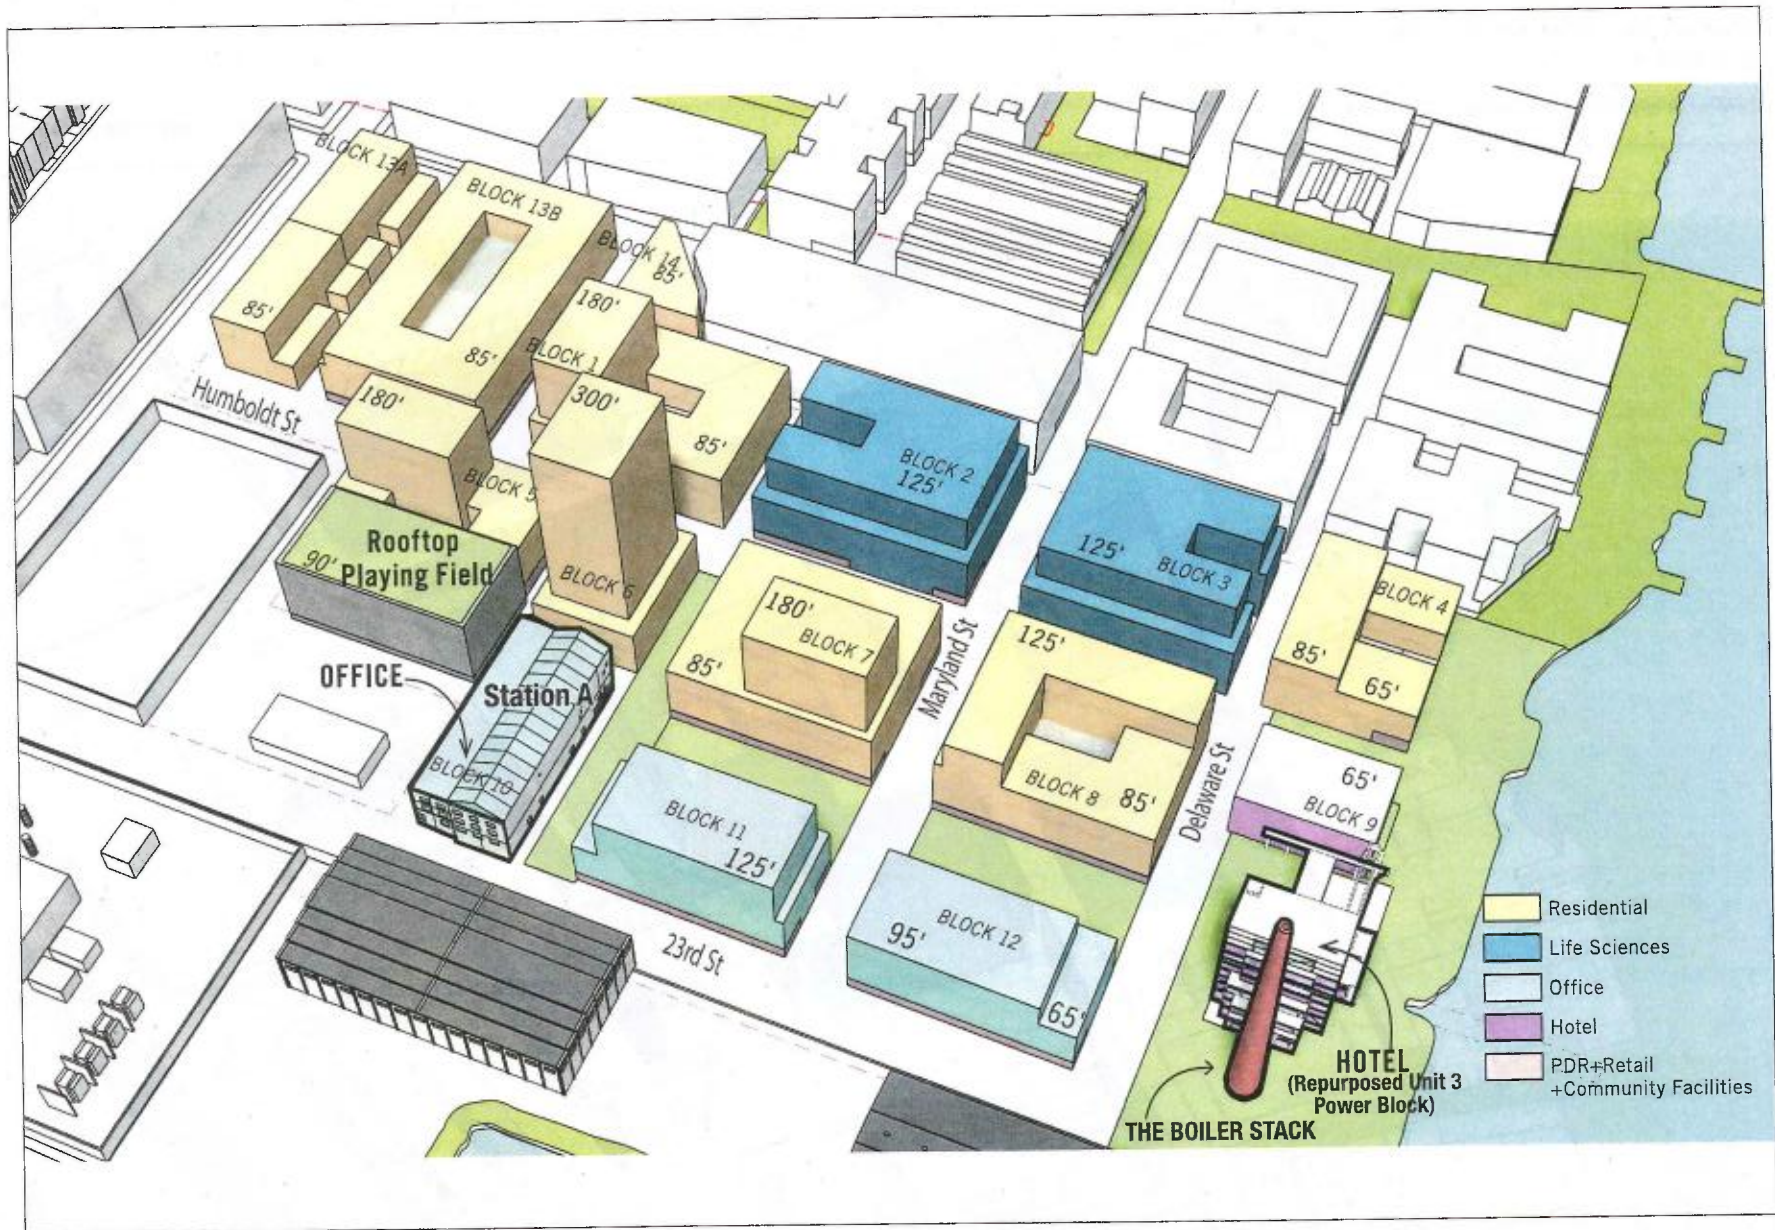 BLOCK 13A
BLOCK 13B
BLOCK 14
85'
180'
85'
85'
BLOCK 1
Humboldt St
180'
300'
85'
BLOCK 2
125'
BLOCK 5
Rooftop
Playing Field
90'
125'
BLOCK 3
BLOCK 6
BLOCK 4
180'
BLOCK 7
125'
85'
85'
65'
Maryland St
OFFICE
Station A
BLOCK 10
BLOCK 8
85'
Delaware St
65'
BLOCK 9
BLOCK 11
125'
BLOCK 12
95'
65'
23rd St
Residential
Life Sciences
Office
Hotel
PDR+Retail
+Community Facilities
HOTEL
(Repurposed Unit 3
Power Block)
THE BOILER STACK